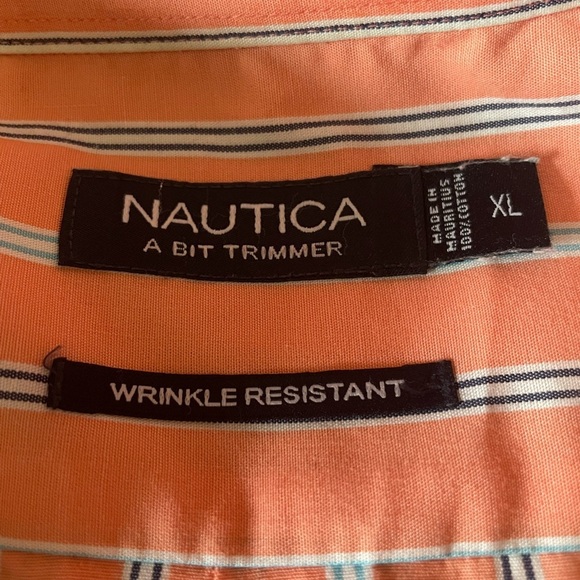 NAUTICA
A BIT TRIMMER
MADE IN
MAURITIUS
100% COTTON
XL
WRINKLE RESISTANT